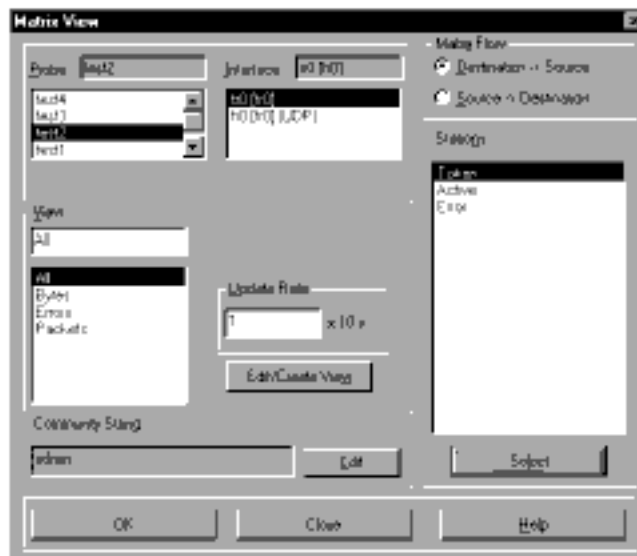 Matrix View
Probe test2
Interface
test4
test3
test2
test1
Matrix Flow
Destination -> Source
Source -> Destination
Stations
View
All
All
Bytes
Errors
Packets
Update Rate
1 x 10 s
Edit/Create View
Active
Error
Community String
admin
Edit
Select
OK
Close
Help